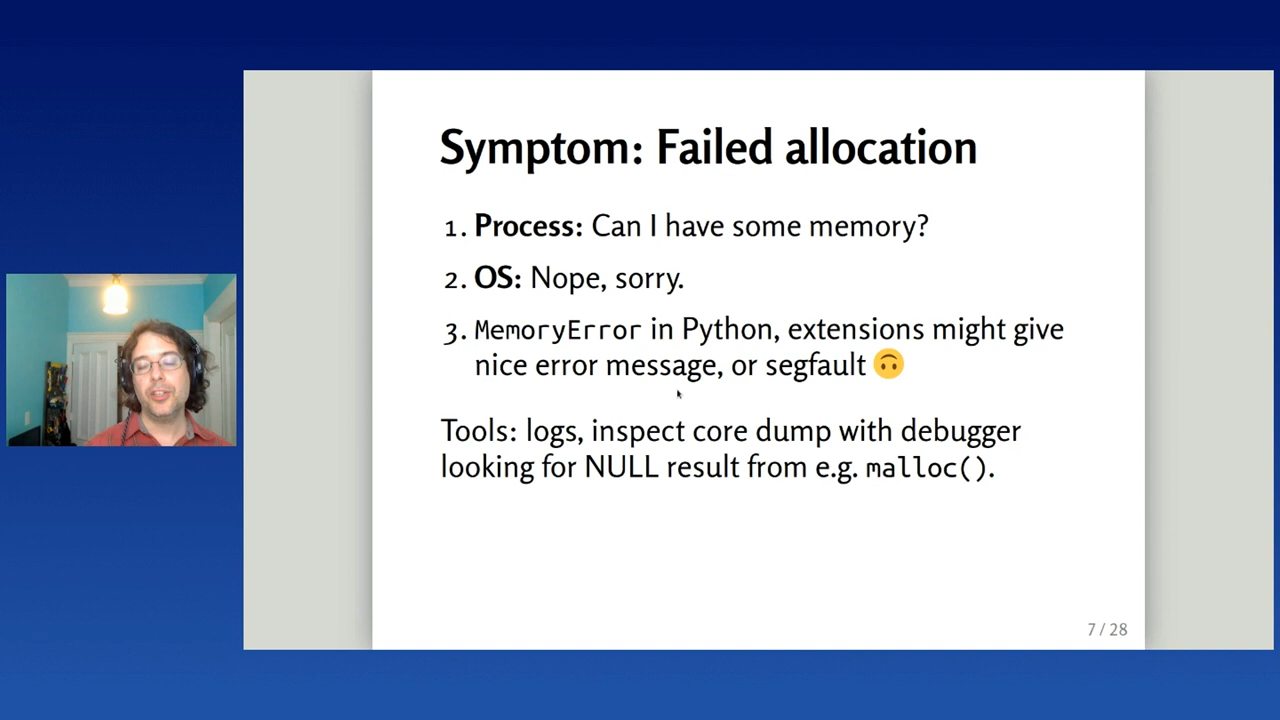 Symptom: Failed allocation
1. Process: Can I have some memory?
2. OS: Nope, sorry.
3. MemoryError in Python, extensions might give
nice error message, or segfault 🙃
Tools: logs, inspect core dump with debugger
looking for NULL result from e.g. malloc().
7 / 28